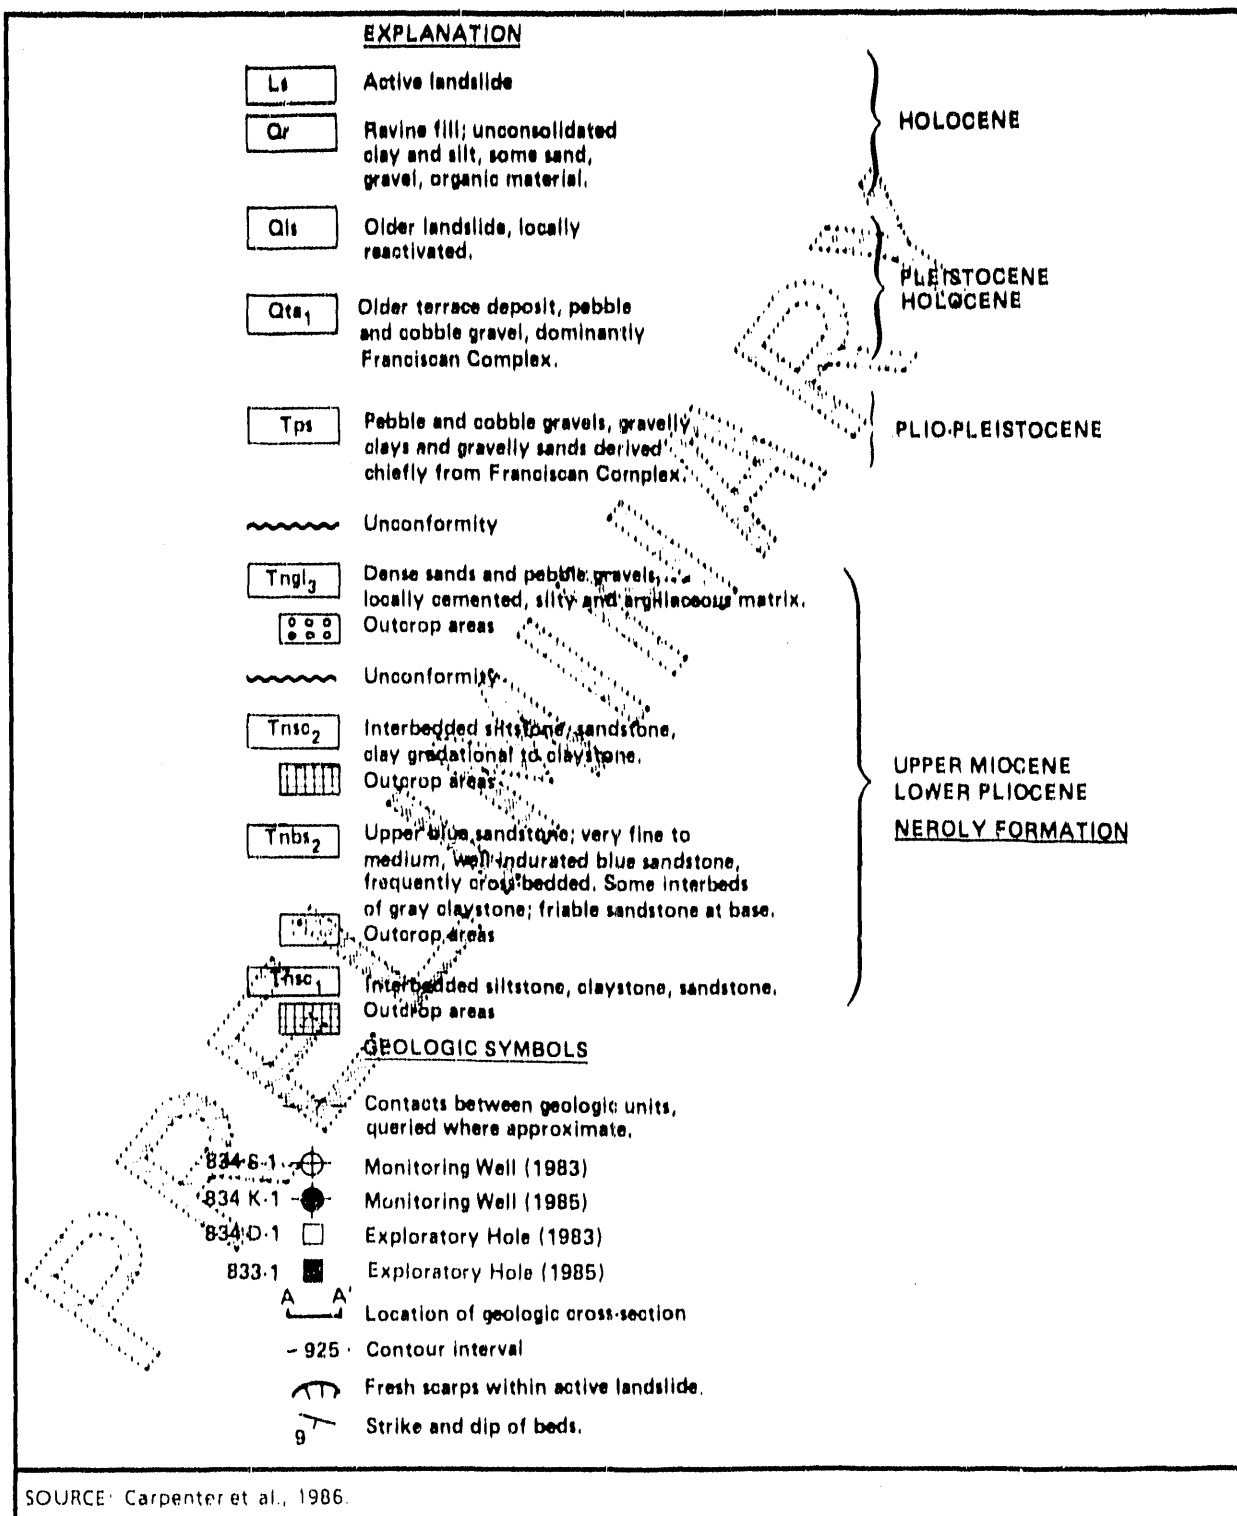 EXPLANATION
Ls Active landslide
Qr Ravine fill; unconsolidated
clay and silt, some sand,
gravel, organic material.
HOLOCENE
Qls Older landslide, locally
reactivated.
PLEISTOCENE
HOLOCENE
Qta1 Older terrace deposit, pebble
and cobble gravel, dominantly
Franciscan Complex.
Tps Pebble and cobble gravels, gravelly
clays and gravelly sands derived
chiefly from Franciscan Complex.
PLIO-PLEISTOCENE
Unconformity
Tngl3 Dense sands and pebble gravels,
locally cemented, silty and argillaceous matrix.
Outcrop areas
Unconformity
Tnsc2 Interbedded siltstone, sandstone,
clay gradational to claystone.
Outcrop areas
UPPER MIOCENE
LOWER PLIOCENE
NEROLY FORMATION
Tnbs2 Upper blue sandstone; very fine to
medium, well-indurated blue sandstone,
frequently cross-bedded. Some interbeds
of gray claystone; friable sandstone at base.
Outcrop areas
Tnsc1 Interbedded siltstone, claystone, sandstone.
Outcrop areas
GEOLOGIC SYMBOLS
Contacts between geologic units,
queried where approximate.
834 S-1 Monitoring Well (1983)
834 K-1 Monitoring Well (1985)
834 D-1 Exploratory Hole (1983)
833-1 Exploratory Hole (1985)
A A' Location of geologic cross-section
- 925 - Contour interval
Fresh scarps within active landslide.
9 Strike and dip of beds.
SOURCE: Carpenter et al., 1986.
PRELIMINARY